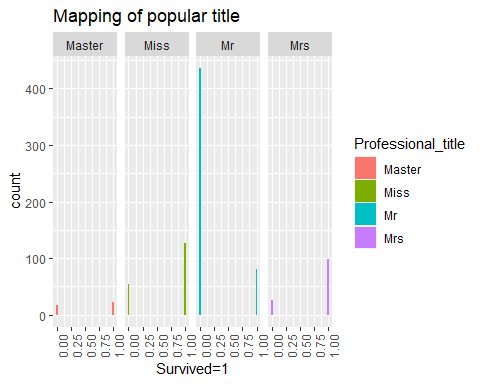 Mapping of popular title
Master Miss Mr Mrs
400
300
200
100
0
count
0.00 0.25 0.50 0.75 1.00 0.00 0.25 0.50 0.75 1.00 0.00 0.25 0.50 0.75 1.00 0.00 0.25 0.50 0.75 1.00
Survived=1
Professional_title
Master
Miss
Mr
Mrs